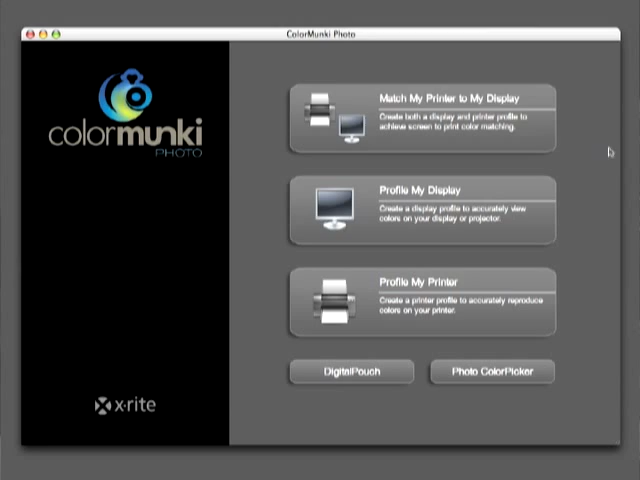 ColorMunki Photo
colormunki
PHOTO
Match My Printer to My Display
Create both a display and printer profile to
achieve screen to print color matching.
Profile My Display
Create a display profile to accurately view
colors on your display or projector.
Profile My Printer
Create a printer profile to accurately reproduce
colors on your printer.
DigitalPouch
Photo ColorPicker
x·rite